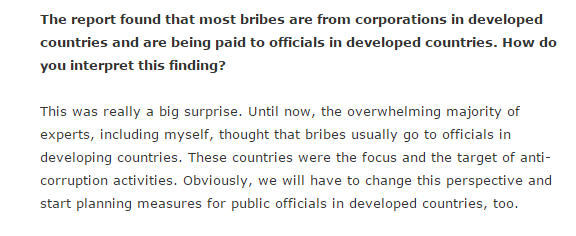 The report found that most bribes are from corporations in developed
countries and are being paid to officials in developed countries. How do
you interpret this finding?
This was really a big surprise. Until now, the overwhelming majority of
experts, including myself, thought that bribes usually go to officials in
developing countries. These countries were the focus and the target of anti-
corruption activities. Obviously, we will have to change this perspective and
start planning measures for public officials in developed countries, too.